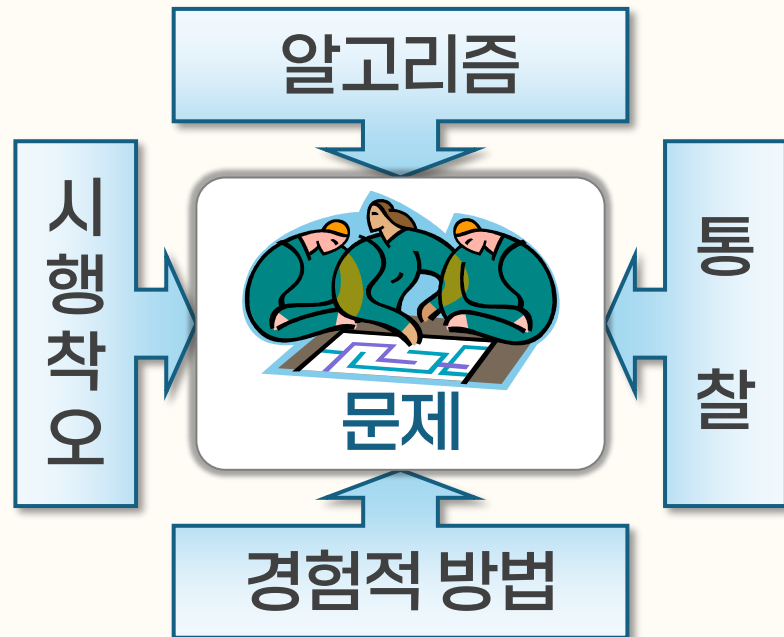 알고리즘
시행착오
문제
통찰
경험적 방법